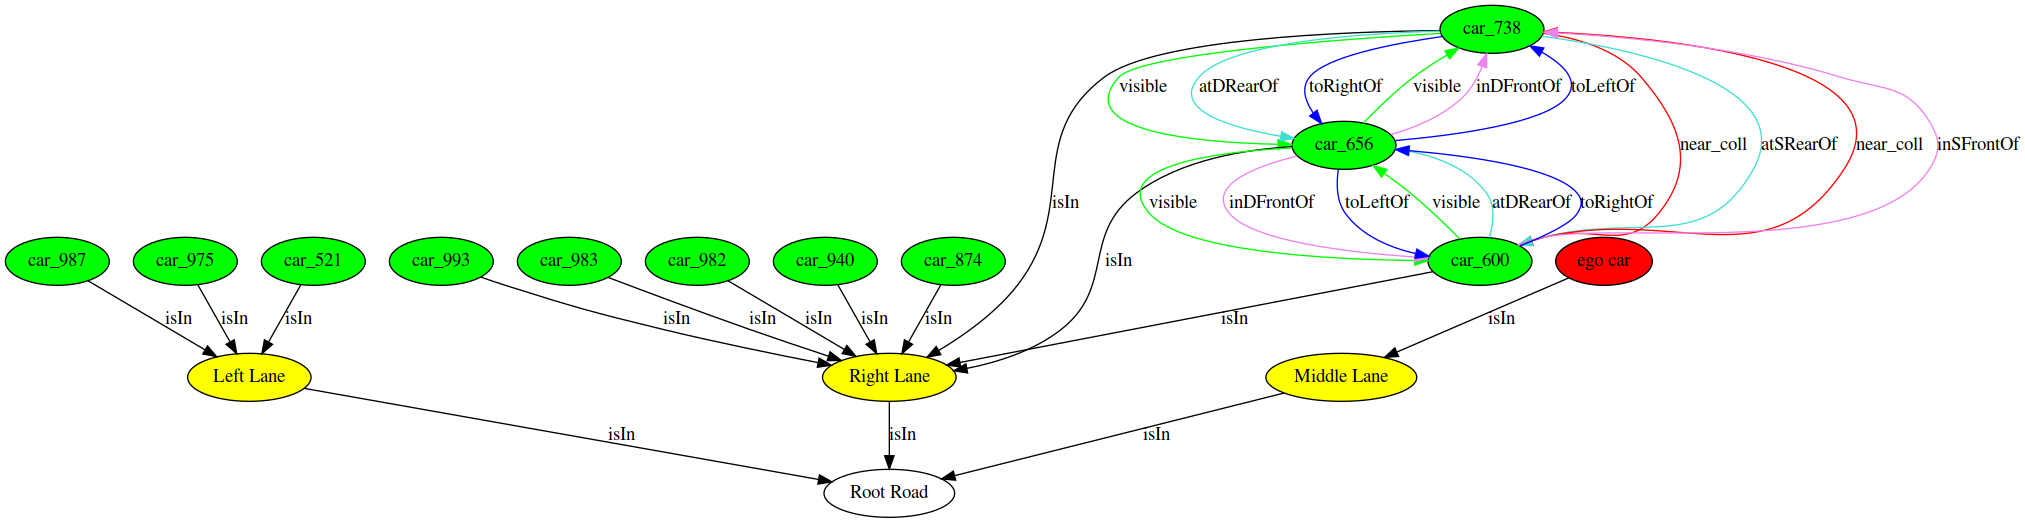 car_738
visible
atDRearOf
toRightOf
visible
inDFrontOf
toLeftOf
car_656
near_coll
atSRearOf
near_coll
inSFrontOf
isIn
visible
inDFrontOf
toLeftOf
visible
atDRearOf
toRightOf
car_987
car_975
car_521
car_993
car_983
car_982
car_940
car_874
isIn
car_600
ego car
isIn
isIn
isIn
isIn
isIn
isIn
isIn
isIn
isIn
isIn
Left Lane
Right Lane
Middle Lane
isIn
isIn
isIn
Root Road